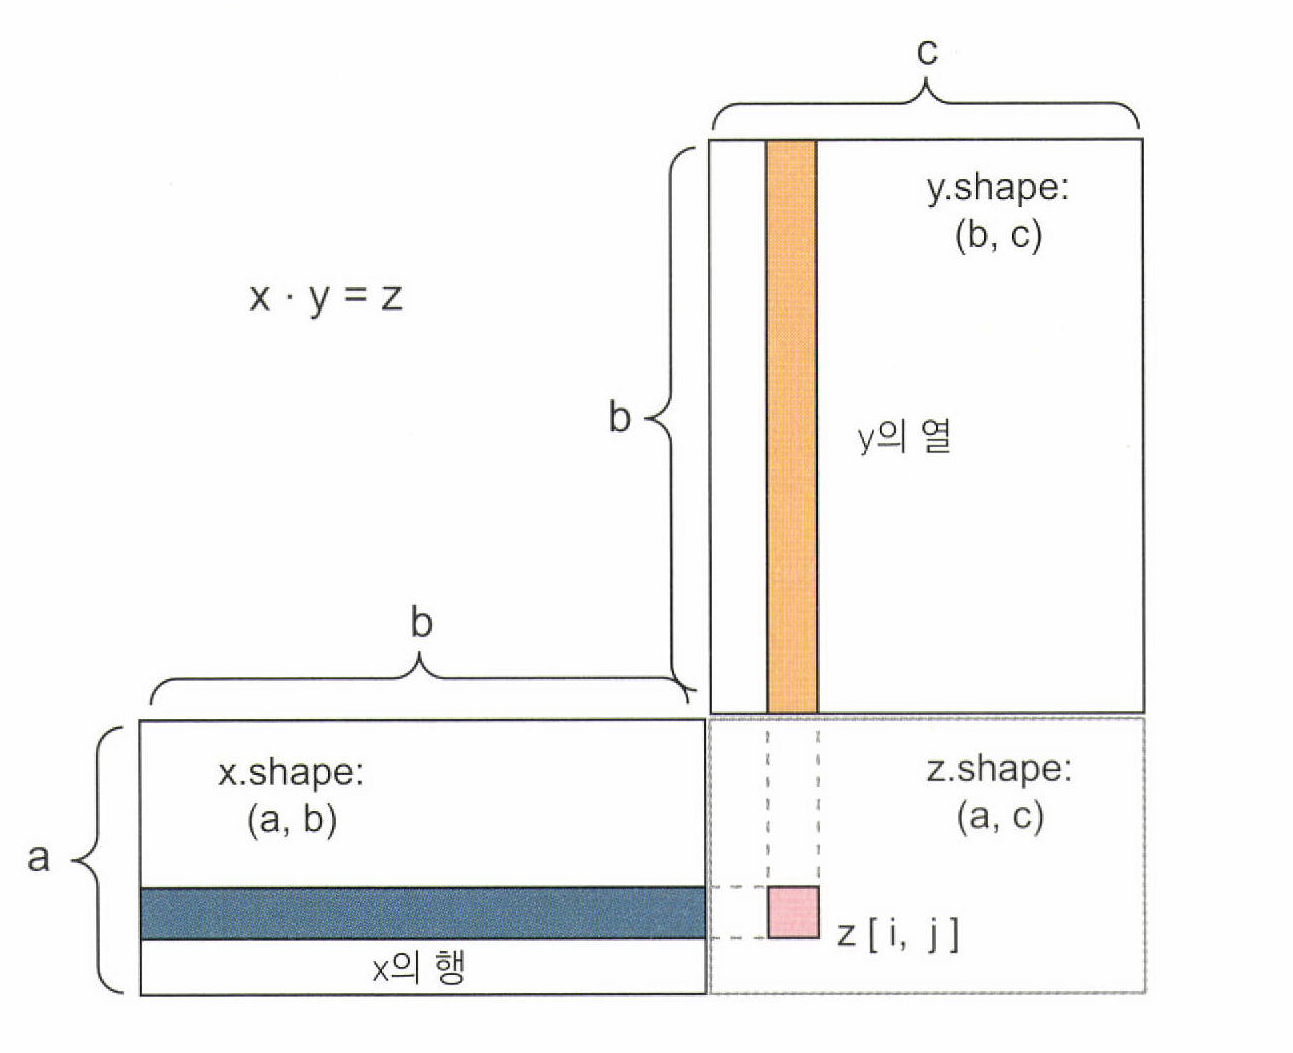 c
y.shape:
(b, c)
x · y = z
b
y의 열
b
x.shape:
(a, b)
z.shape:
(a, c)
a
z [ i, j ]
x의 행